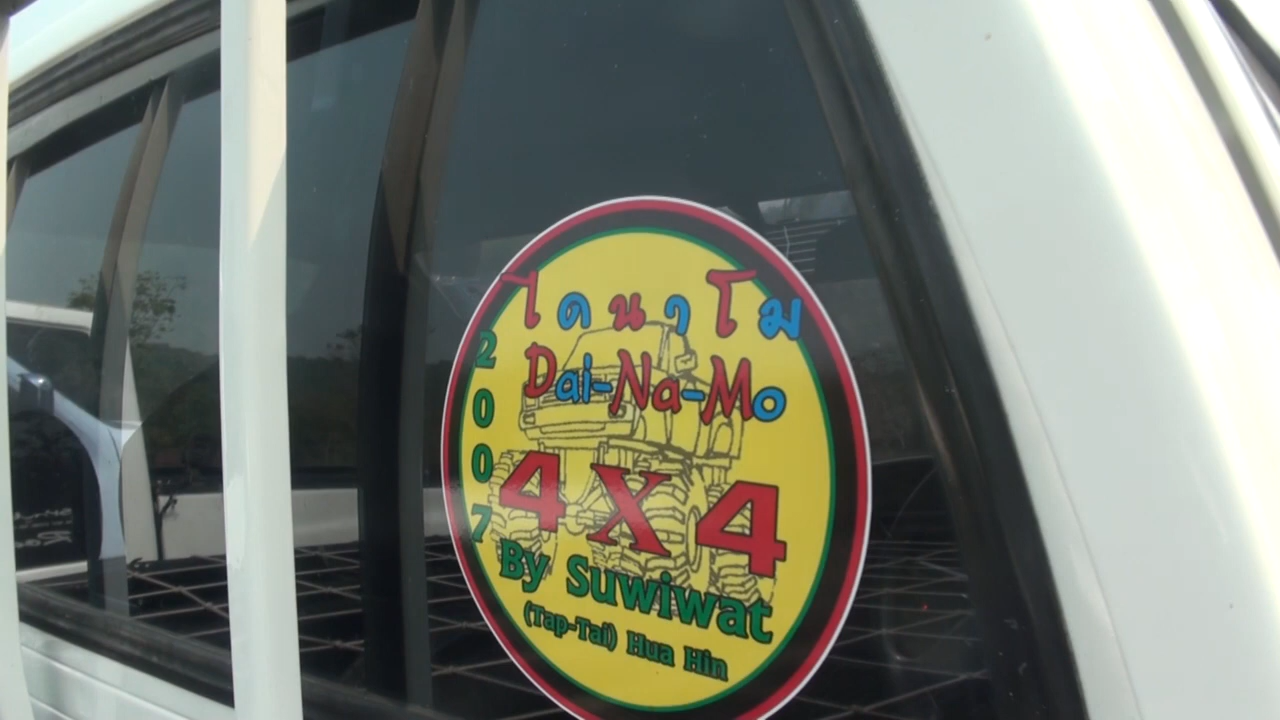 ไดนาโม
Dai-Na-Mo
2007
4X4
By Suwiwat
(Tap-Tai) Hua Hin